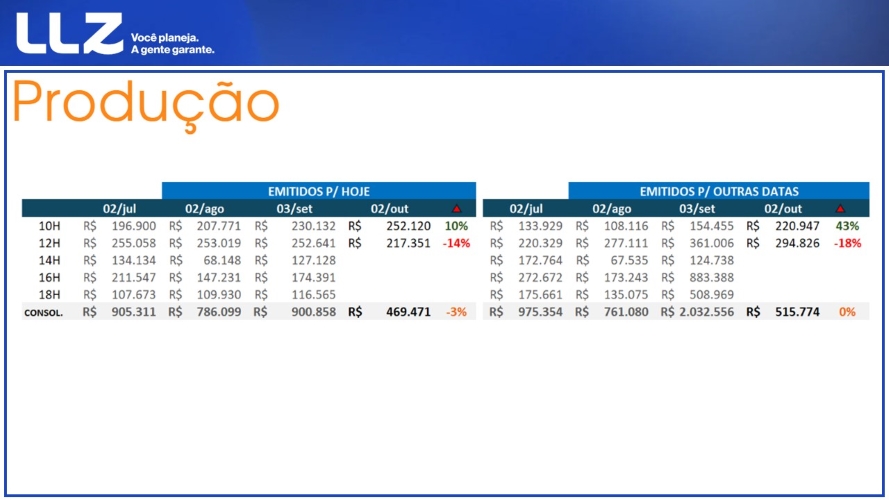 LLZ Você planeja.
A gente garante.
Produção
EMITIDOS P/ HOJE EMITIDOS P/ OUTRAS DATAS
02/jul 02/ago 03/set 02/out ▲ 02/jul 02/ago 03/set 02/out ▲
10H R$ 196.900 R$ 207.771 R$ 230.132 R$ 252.120 10% R$ 133.929 R$ 108.116 R$ 154.455 R$ 220.947 43%
12H R$ 255.058 R$ 253.019 R$ 252.641 R$ 217.351 -14% R$ 220.329 R$ 277.111 R$ 361.006 R$ 294.826 -18%
14H R$ 134.134 R$ 68.148 R$ 127.128 R$ 172.764 R$ 67.535 R$ 124.738
16H R$ 211.547 R$ 147.231 R$ 174.391 R$ 272.672 R$ 173.243 R$ 883.388
18H R$ 107.673 R$ 109.930 R$ 116.565 R$ 175.661 R$ 135.075 R$ 508.969
CONSOL. R$ 905.311 R$ 786.099 R$ 900.858 R$ 469.471 -3% R$ 975.354 R$ 761.080 R$ 2.032.556 R$ 515.774 0%